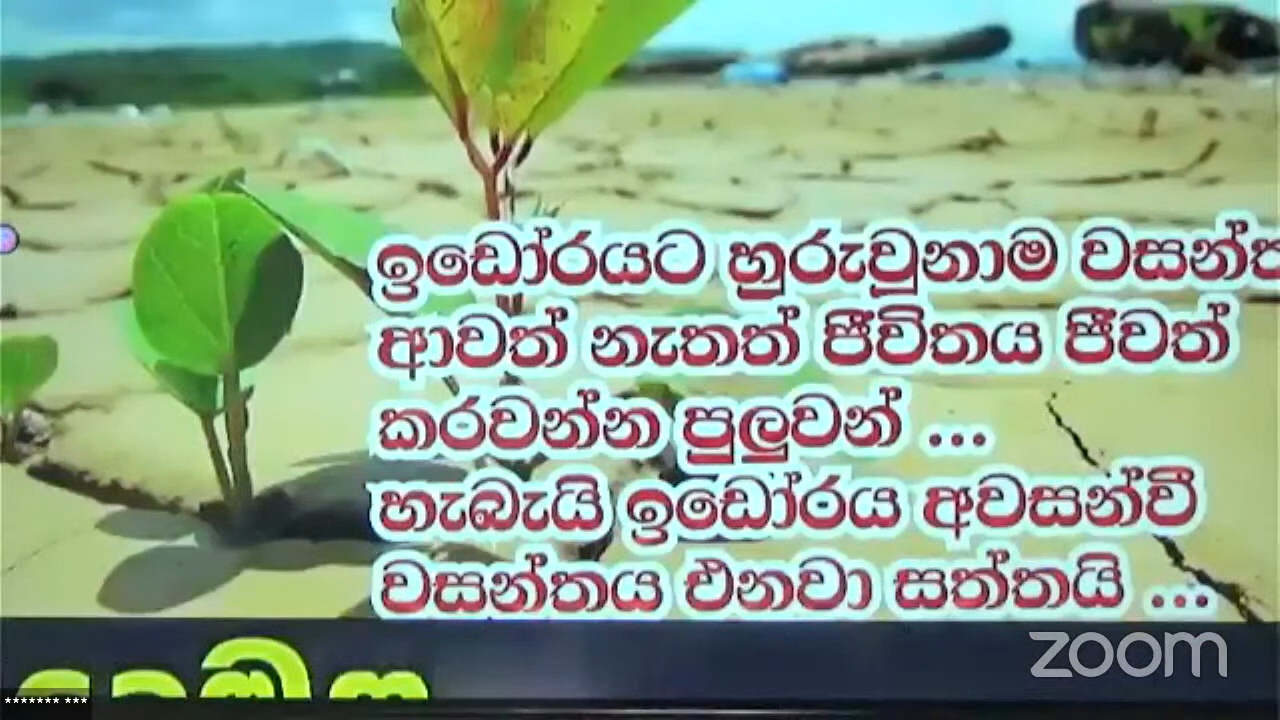 ඉඩෝරයට හුරුවූනාම
ආවත් නැතත් ජීවිතය ජීවත්
කරවන්න පුලුවන් ...
හැබැයි ඉඩෝරය අවසන්වී
වසන්තය එනවා සත්තයි ...
zoom
******* ***